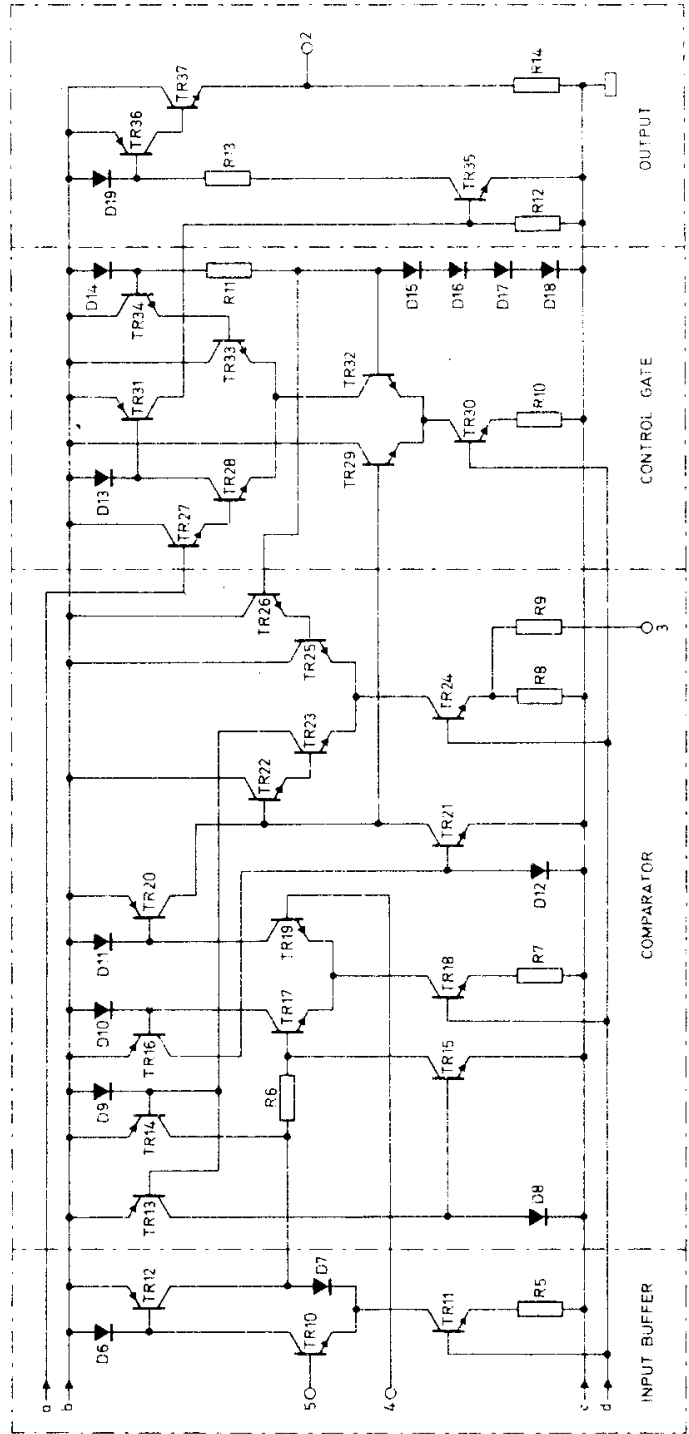 a
b
5
4
c
d
D6
TR12
TR10
D7
TR11
R5
INPUT BUFFER
TR13
TR14
D9
TR16
D10
D11
TR20
R6
TR17
TR19
TR15
TR18
D8
R7
TR22
TR23
TR21
D12
TR26
TR25
TR24
R8
R9
3
COMPARATOR
TR27
D13
TR28
TR31
TR34
D14
TR33
R11
TR29
TR32
TR30
R10
D15
D16
D17
D18
CONTROL GATE
D19
TR36
TR37
R13
TR35
R12
2
R14
OUTPUT